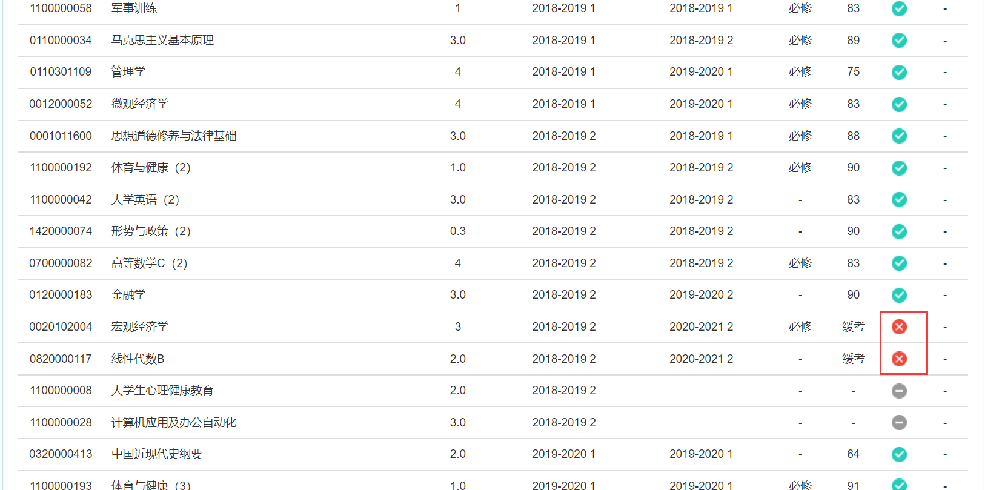 1100000058 军事训练 1 2018-2019 1 2018-2019 1 必修 83 -
0110000034 马克思主义基本原理 3.0 2018-2019 1 2018-2019 2 必修 89 -
0110301109 管理学 4 2018-2019 1 2019-2020 1 必修 75 -
0012000052 微观经济学 4 2018-2019 1 2019-2020 1 必修 83 -
0001011600 思想道德修养与法律基础 3.0 2018-2019 2 2018-2019 1 必修 88 -
1100000192 体育与健康（2） 1.0 2018-2019 2 2018-2019 2 必修 90 -
1100000042 大学英语（2） 3.0 2018-2019 2 2018-2019 2 - 83 -
1420000074 形势与政策（2） 0.3 2018-2019 2 2018-2019 2 - 90 -
0700000082 高等数学C（2） 4 2018-2019 2 2018-2019 2 必修 83 -
0120000183 金融学 3.0 2018-2019 2 2019-2020 2 - 90 -
0020102004 宏观经济学 3 2018-2019 2 2020-2021 2 必修 缓考 -
0820000117 线性代数B 2.0 2018-2019 2 2020-2021 2 - 缓考 -
1100000008 大学生心理健康教育 2.0 2018-2019 2 - - -
1100000028 计算机应用及办公自动化 3.0 2018-2019 2 - - -
0320000413 中国近现代史纲要 2.0 2019-2020 1 2019-2020 1 - 64 -
1100000193 体育与健康（3） 1.0 2019-2020 1 2019-2020 1 必修 91 -